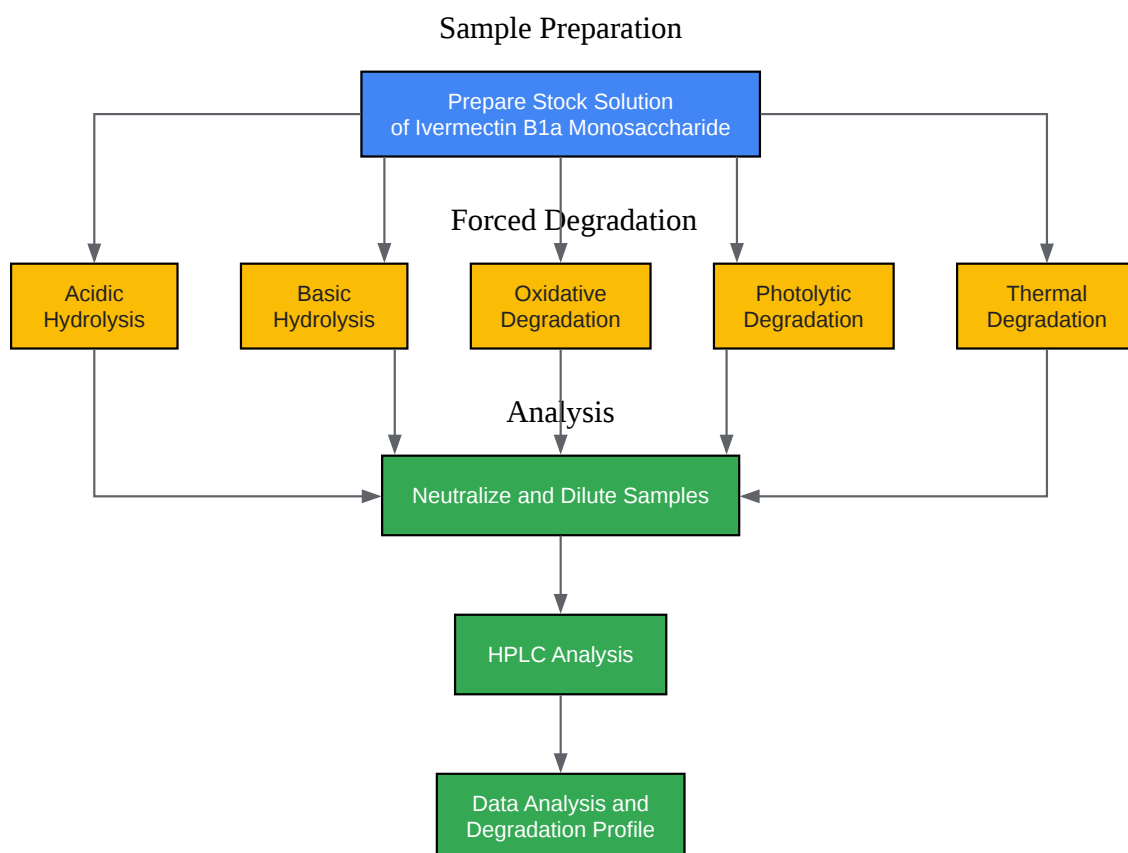 Sample Preparation
Prepare Stock Solution
of Ivermectin B1a Monosaccharide
Forced Degradation
Acidic
Hydrolysis
Basic
Hydrolysis
Oxidative
Degradation
Photolytic
Degradation
Thermal
Degradation
Analysis
Neutralize and Dilute Samples
HPLC Analysis
Data Analysis and
Degradation Profile